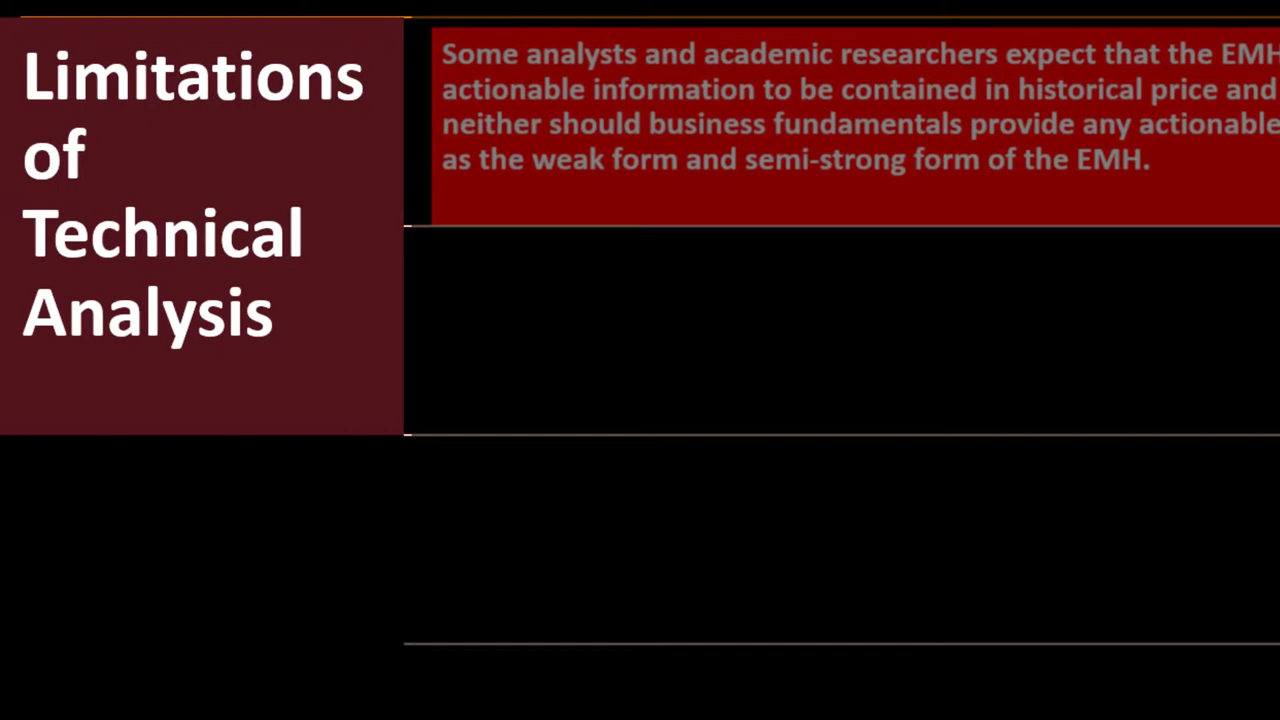 Limitations
of
Technical
Analysis
Some analysts and academic researchers expect that the EMH
actionable information to be contained in historical price and
neither should business fundamentals provide any actionable
as the weak form and semi-strong form of the EMH.